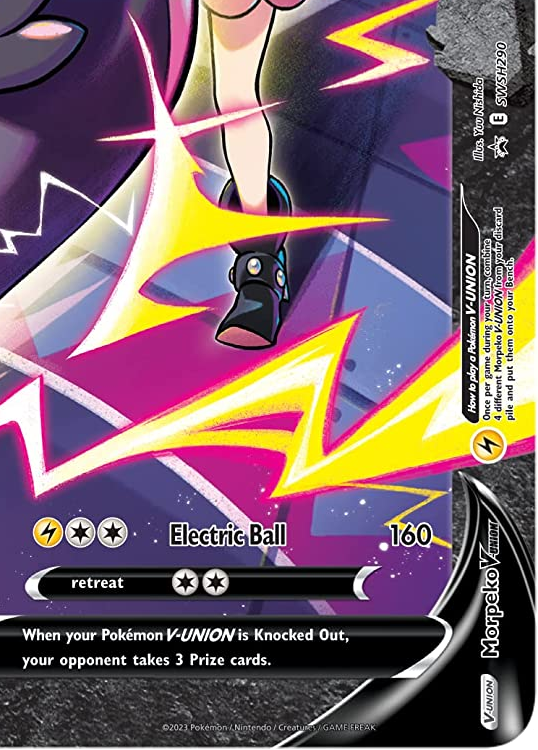 Electric Ball 160
retreat
When your Pokémon V-UNION is Knocked Out,
your opponent takes 3 Prize cards.
©2023 Pokémon / Nintendo / Creatures / GAME FREAK
V-UNION Morpeko V-UNION
How to play a Pokémon V-UNION
Once per game during your turn, combine
4 different Morpeko V-UNION from your discard
pile and put them onto your Bench.
Illus. Yuu Nishida
E SWSH290